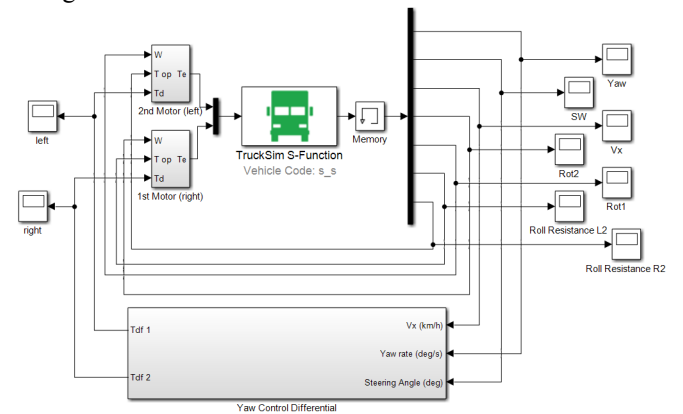 W
T op Te
Td
2nd Motor (left)
left
W
T op Te
Td
1st Motor (right)
right
TruckSim S-Function
Vehicle Code: s_s
Memory
Yaw
SW
Vx
Rot2
Rot1
Roll Resistance L2
Roll Resistance R2
Tdf 1
Tdf 2
Vx (km/h)
Yaw rate (deg/s)
Steering Angle (deg)
Yaw Control Differential